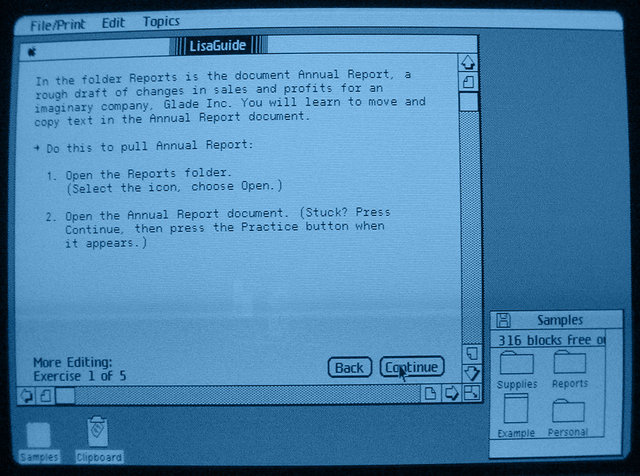 File/Print Edit Topics
LisaGuide
In the folder Reports is the document Annual Report, a
rough draft of changes in sales and profits for an
imaginary company, Glade Inc. You will learn to move and
copy text in the Annual Report document.
→ Do this to pull Annual Report:
1. Open the Reports folder.
(Select the icon, choose Open.)
2. Open the Annual Report document. (Stuck? Press
Continue, then press the Practice button when
it appears.)
More Editing:
Exercise 1 of 5
Back Continue
Samples
316 blocks free o
Supplies Reports
Example Personal
Samples Clipboard